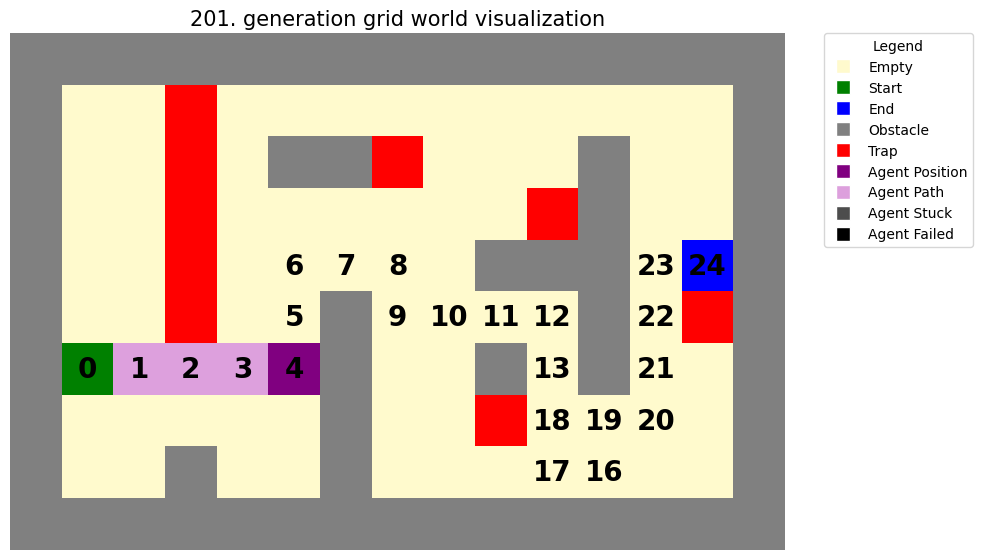 201. generation grid world visualization
Legend
Empty
Start
End
Obstacle
Trap
Agent Position
Agent Path
Agent Stuck
Agent Failed
6 7 8 23 24
5 9 10 11 12 22
0 1 2 3 4 13 21
18 19 20
17 16